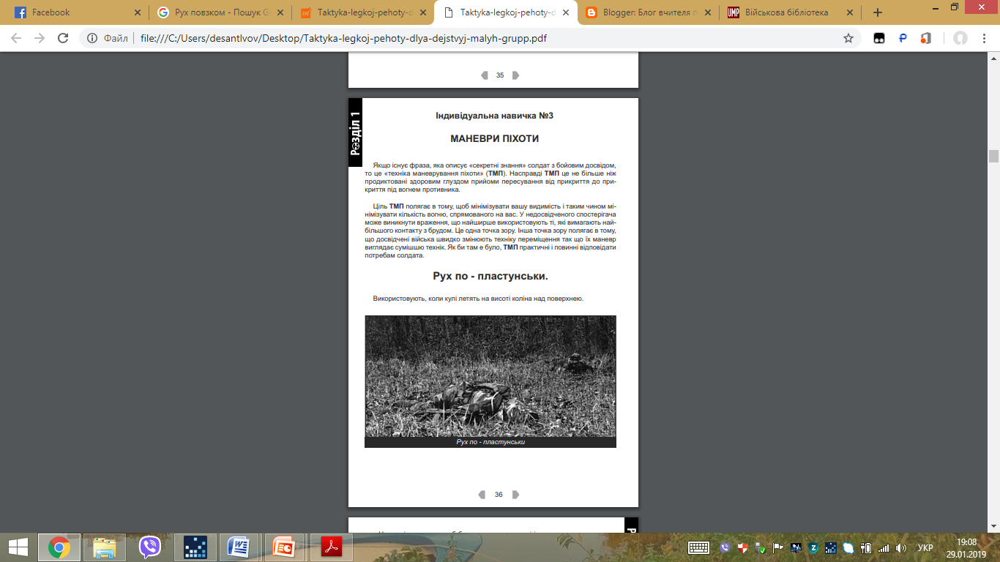 Facebook
Рух повзком - Пошук G
Taktyka-legkoj-pehoty-d
Taktyka-legkoj-pehoty-d
Blogger: Блог вчителя п
UMP Військова бібліотека
Файл | file:///C:/Users/desantlvov/Desktop/Taktyka-legkoj-pehoty-dlya-dejstvyj-malyh-grupp.pdf
35
Розділ 1
Індивідуальна навичка №3
МАНЕВРИ ПІХОТИ
Якщо існує фраза, яка описує «секретні знання» солдат з бойовим досвідом,
то це «техніка маневрування піхоти» (ТМП). Насправді ТМП це не більше ніж
продиктовані здоровим глуздом прийоми пересування від прикриття до при-
криття під вогнем противника.
Ціль ТМП полягає в тому, щоб мінімізувати вашу видимість і таким чином мі-
німізувати кількість вогню, спрямованого на вас. У недосвідченого спостерігача
може виникнути враження, що найширше використовують ті, які вимагають най-
більшого контакту з брудом. Це одна точка зору. Інша точка зору полягає в тому,
що досвідчені війська швидко змінюють техніку переміщення так що їх маневр
виглядає сумішшю технік. Як би там е було, ТМП практичні і повинні відповідати
потребам солдата.
Рух по - пластунськи.
Використовують, коли кулі летять на висоті коліна над поверхнею.
Рух по - пластунськи
36
УКР
19:08
29.01.2019